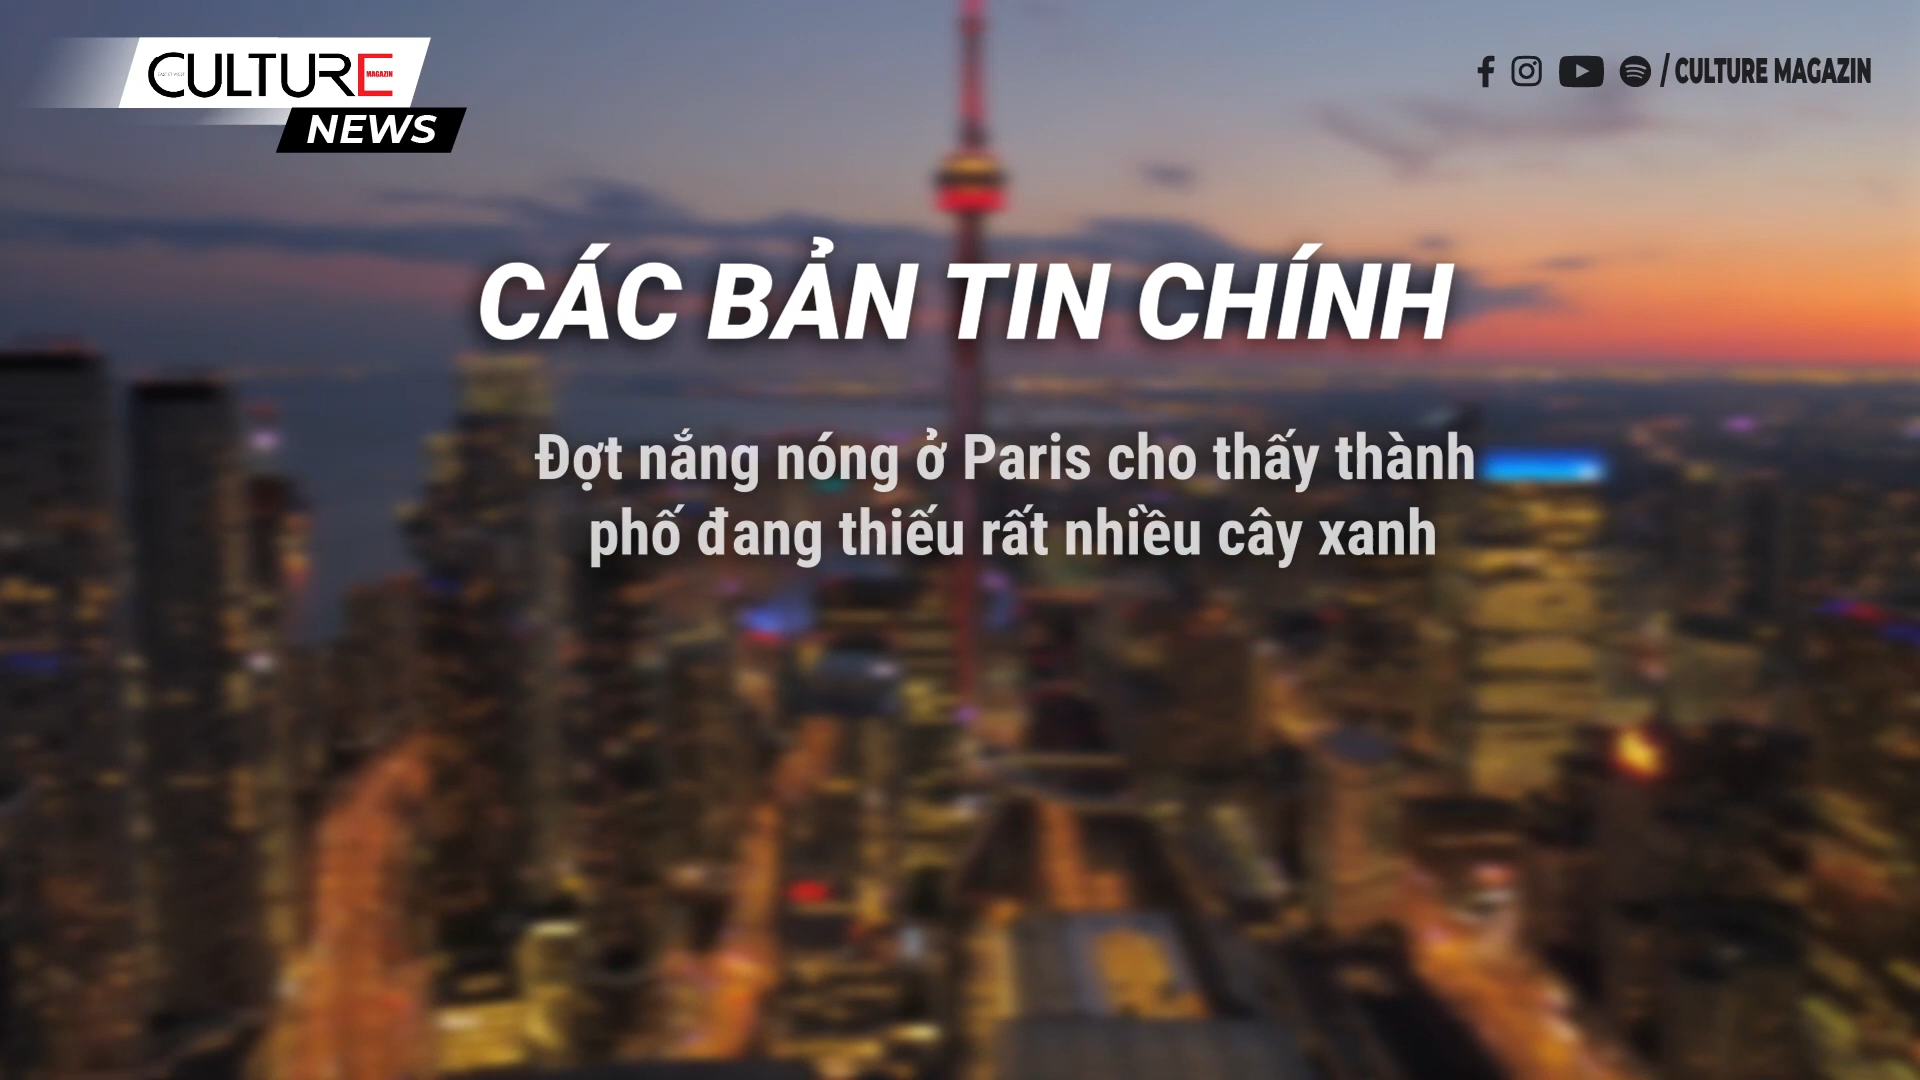 CULTURE
MAGAZIN
NEWS
/ CULTURE MAGAZIN
CÁC BẢN TIN CHÍNH
Đợt nắng nóng ở Paris cho thấy thành
phố đang thiếu rất nhiều cây xanh